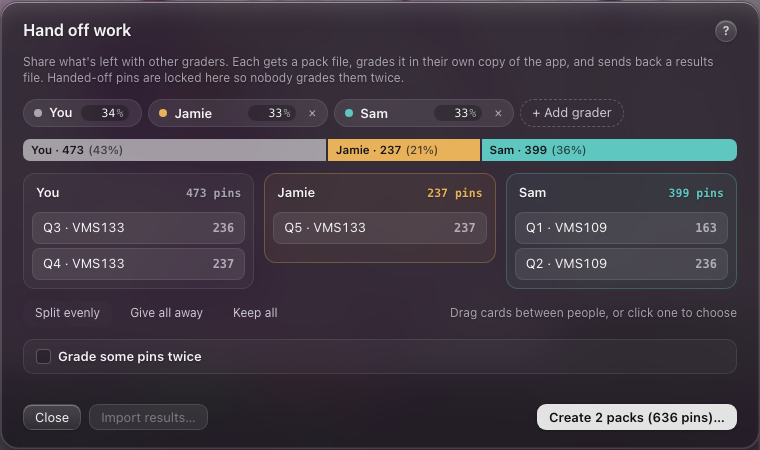 Hand off work
?
Share what's left with other graders. Each gets a pack file, grades it in their own copy of the app, and sends back a results
file. Handed-off pins are locked here so nobody grades them twice.
You 34% Jamie 33% × Sam 33% × + Add grader
You · 473 (43%) Jamie · 237 (21%) Sam · 399 (36%)
You 473 pins Jamie 237 pins Sam 399 pins
Q3 · VMS133 236 Q5 · VMS133 237 Q1 · VMS109 163
Q4 · VMS133 237 Q2 · VMS109 236
Split evenly Give all away Keep all Drag cards between people, or click one to choose
Grade some pins twice
Close Import results... Create 2 packs (636 pins)...